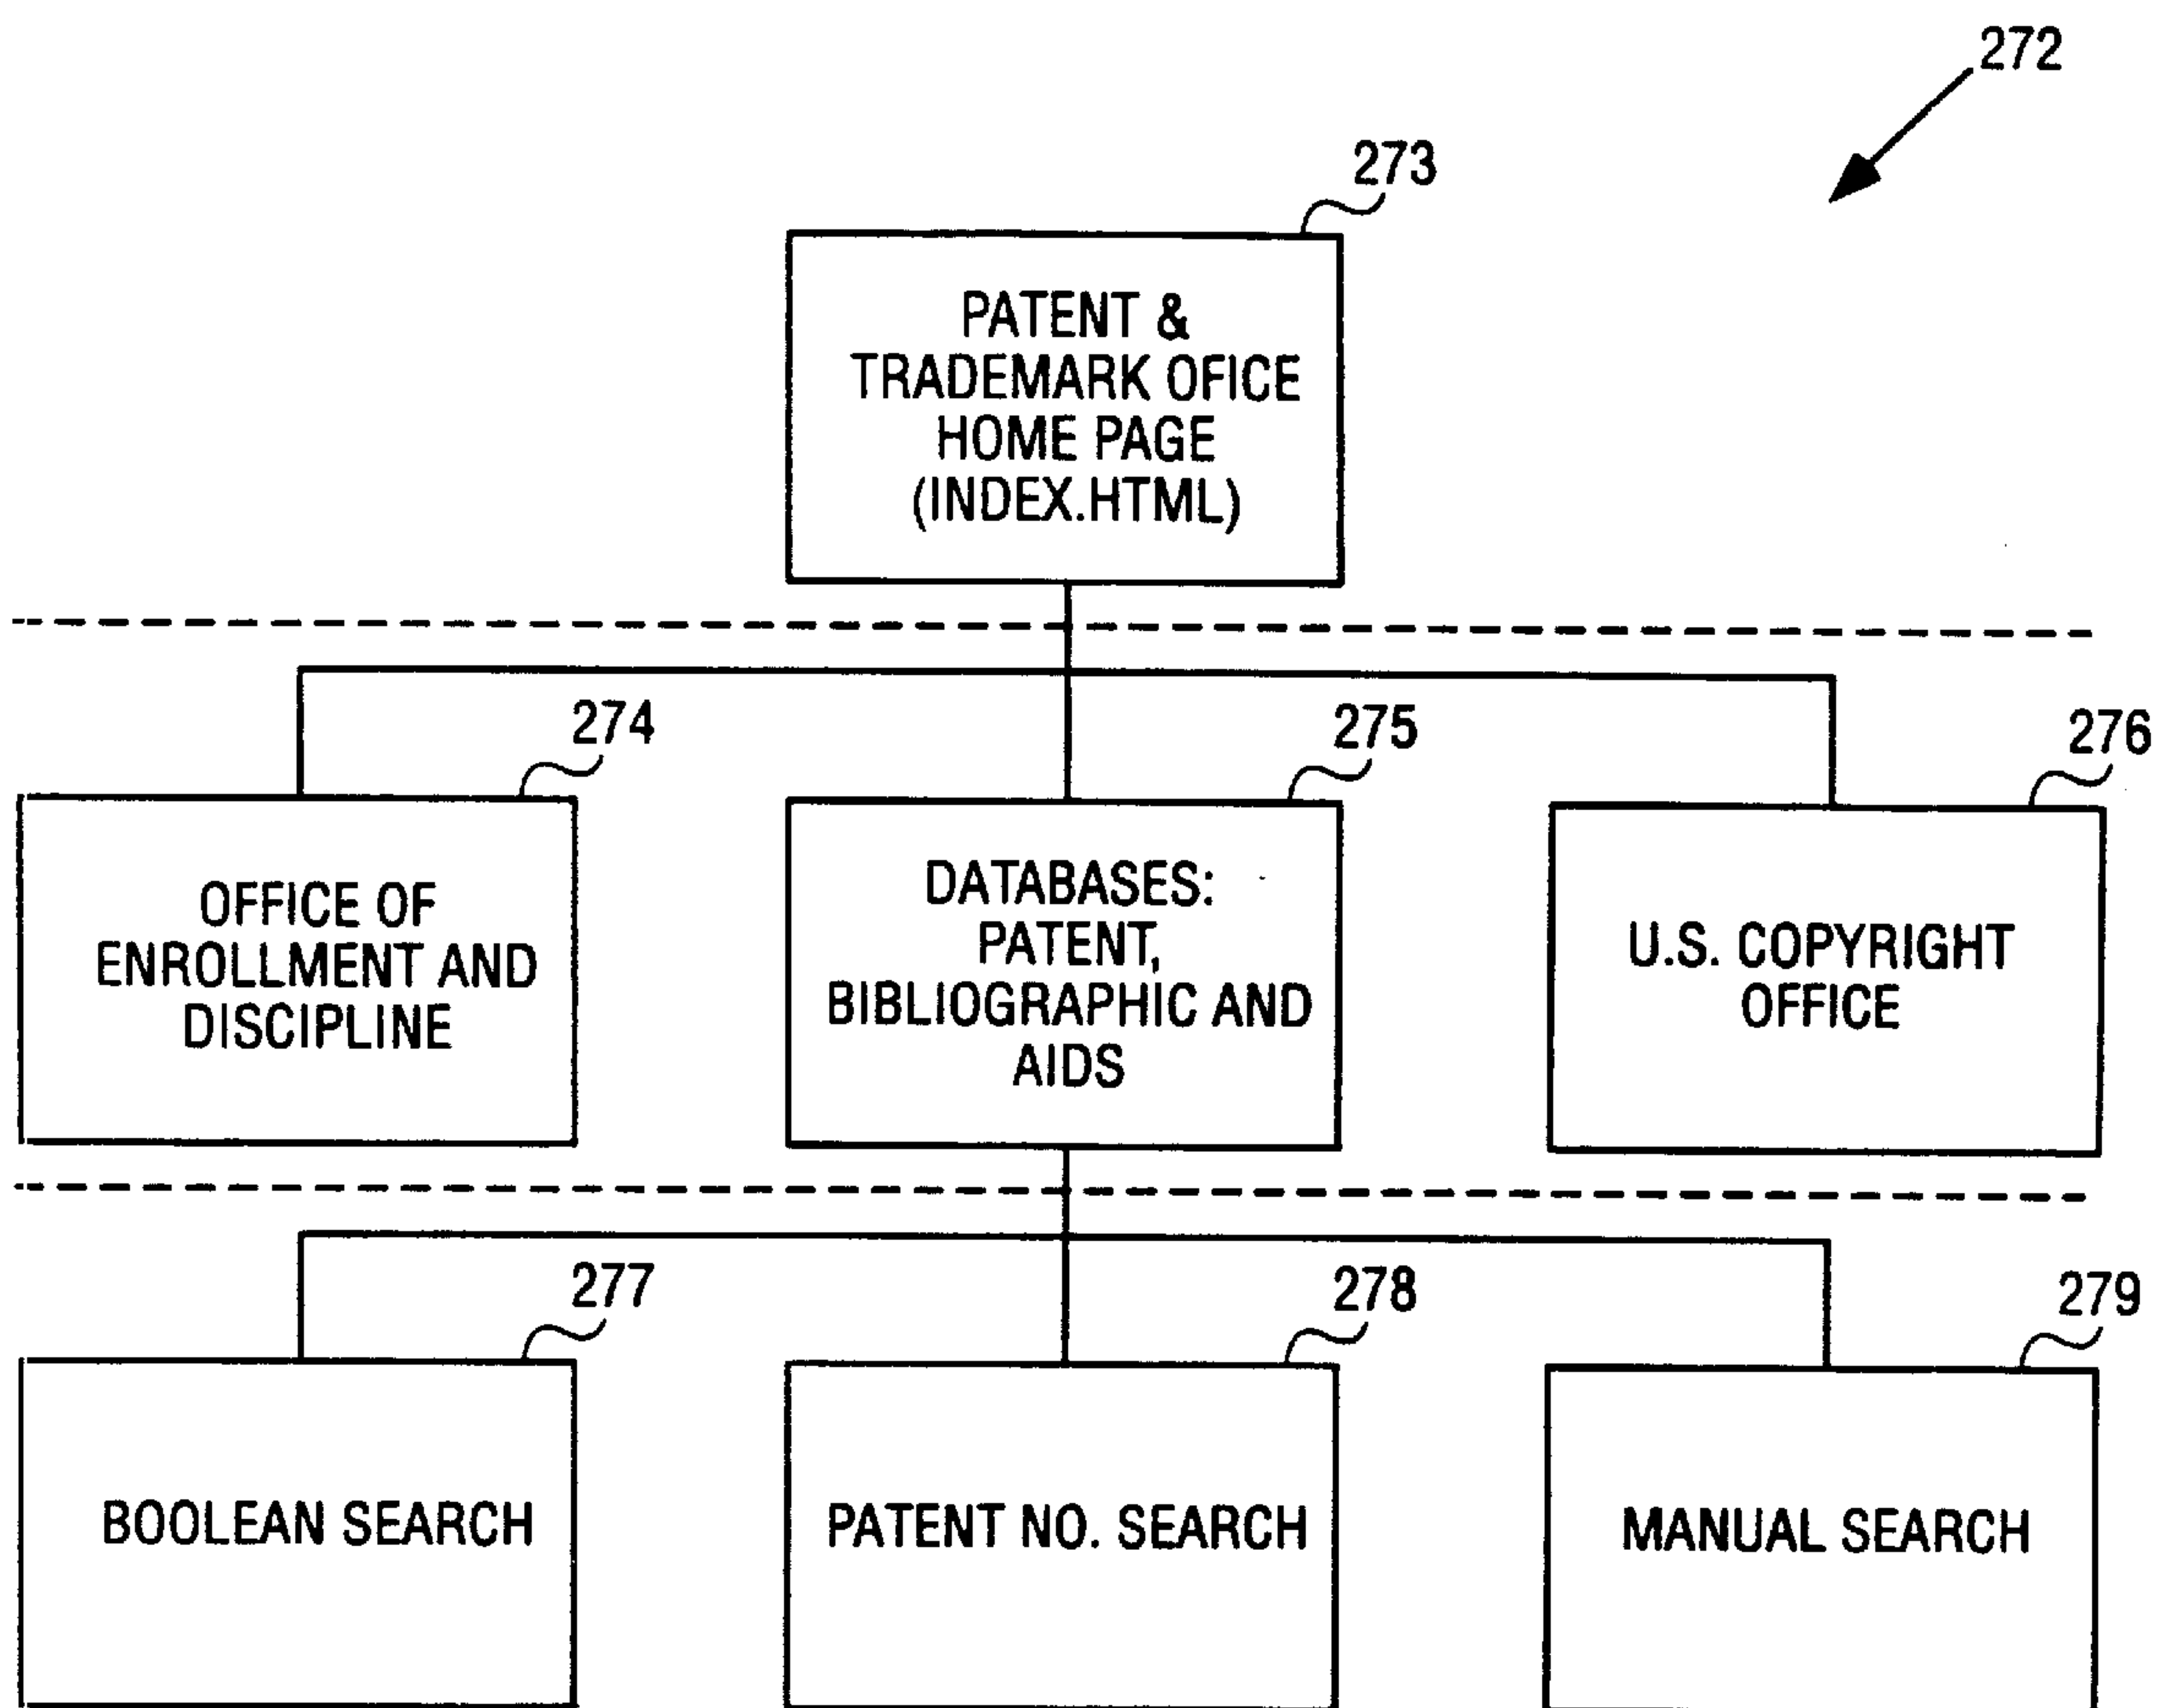 272
273
PATENT &
TRADEMARK OFICE
HOME PAGE
(INDEX.HTML)
274
275
276
OFFICE OF
ENROLLMENT AND
DISCIPLINE
DATABASES:
PATENT,
BIBLIOGRAPHIC AND
AIDS
U.S. COPYRIGHT
OFFICE
277
278
279
BOOLEAN SEARCH
PATENT NO. SEARCH
MANUAL SEARCH